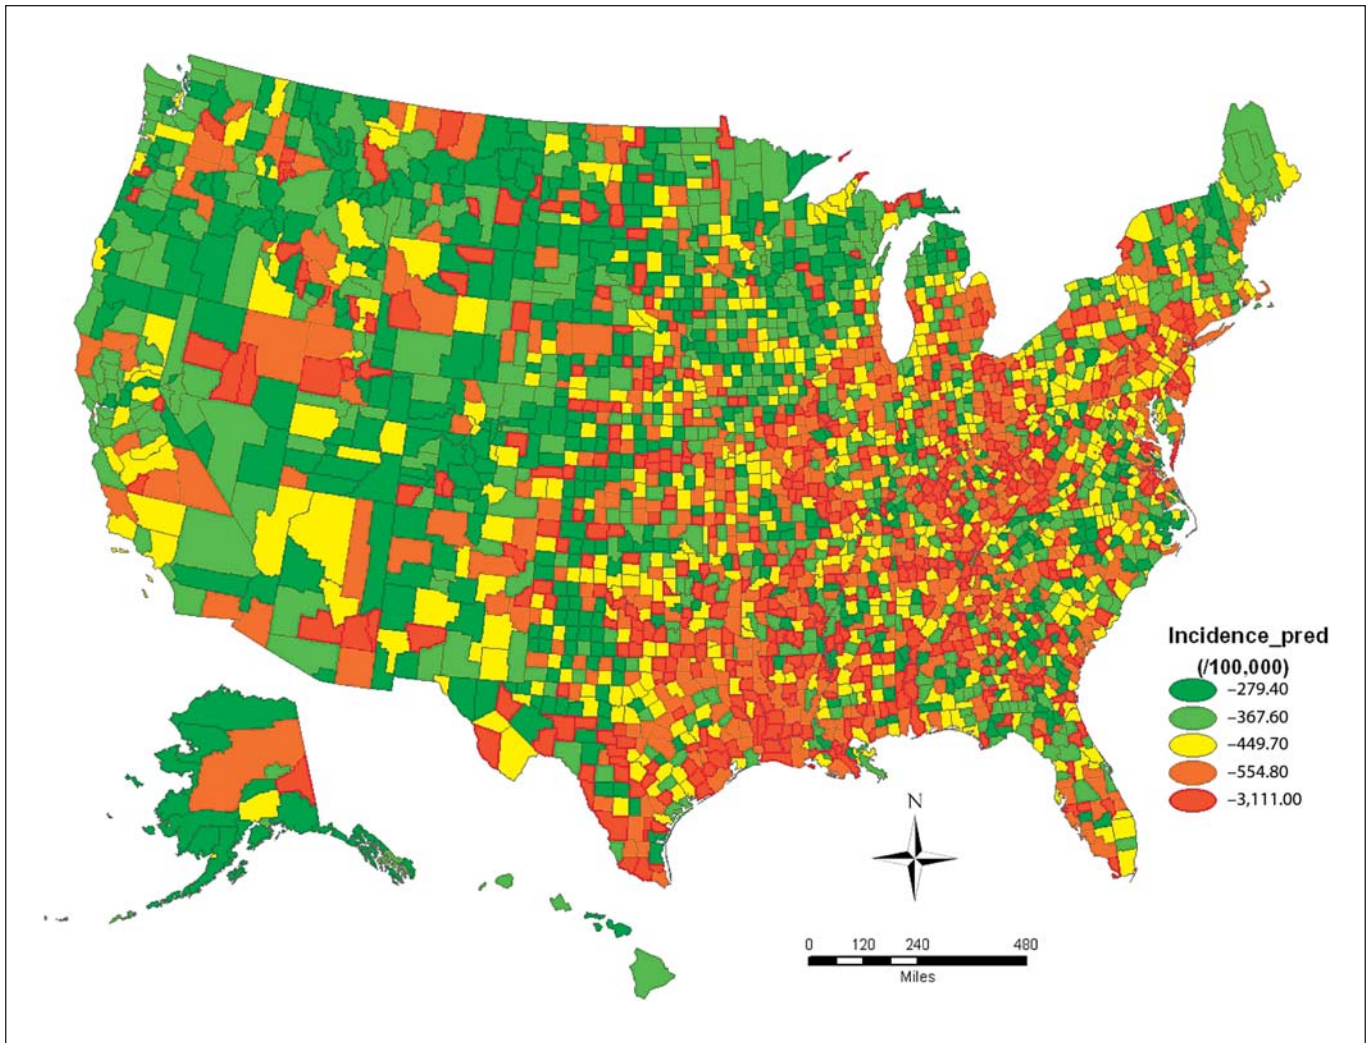 Incidence_pred
(/100,000)
–279.40
–367.60
–449.70
–554.80
–3,111.00
N
0 120 240 480
Miles